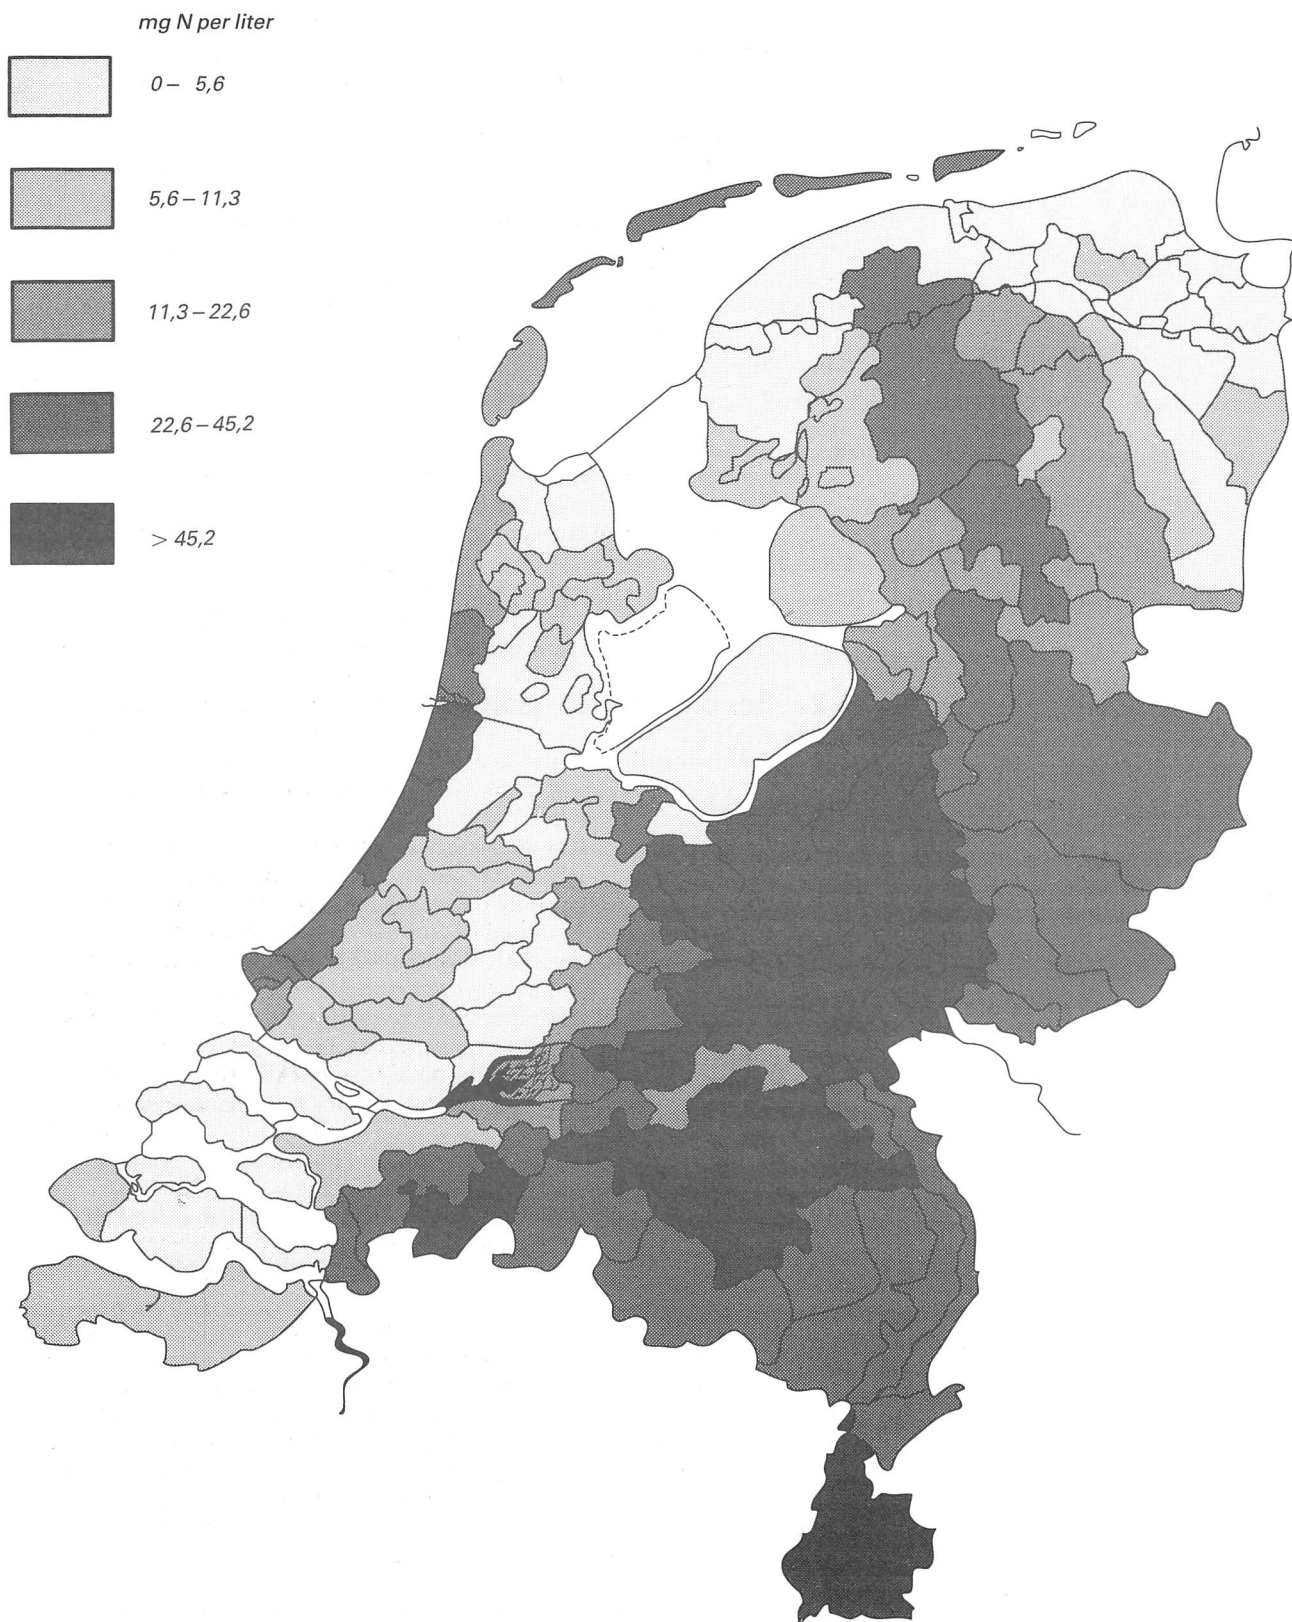 mg N per liter
0 – 5,6
5,6 – 11,3
11,3 – 22,6
22,6 – 45,2
> 45,2